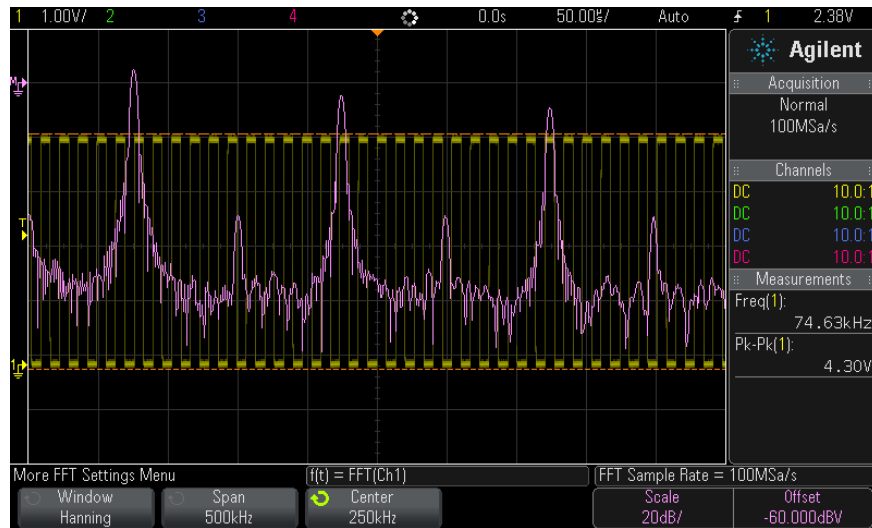 1 1.00V/ 2 3 4 0.0s 50.00㎲/ Auto 1 2.38V
Agilent
Acquisition
Normal
100MSa/s
Channels
DC 10.0:1
DC 10.0:1
DC 10.0:1
DC 10.0:1
Measurements
Freq(1):
74.63kHz
Pk-Pk(1):
4.30V
M
T
1
More FFT Settings Menu f(t) = FFT(Ch1) FFT Sample Rate = 100MSa/s
Window Span Center Scale Offset
Hanning 500kHz 250kHz 20dB/ -60.000dBV